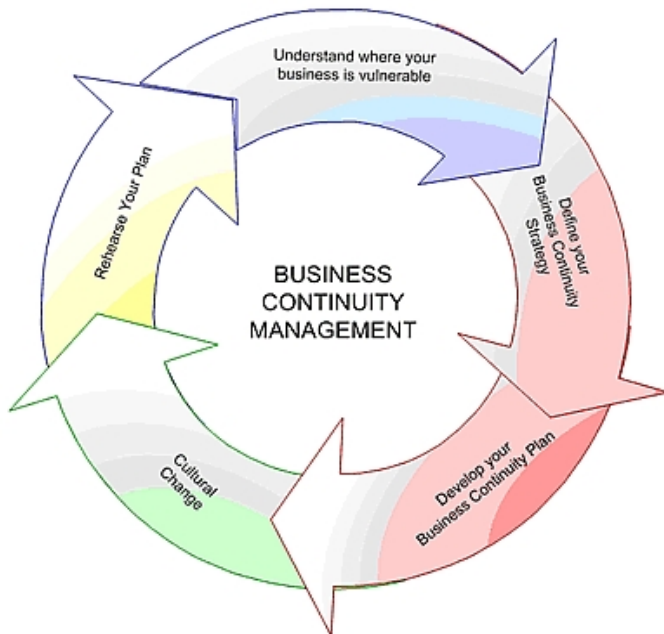 Understand where your
business is vulnerable
Define your
Business Continuity
Strategy
Develop your
Business Continuity Plan
Cultural
Change
Rehearse Your Plan
BUSINESS
CONTINUITY
MANAGEMENT